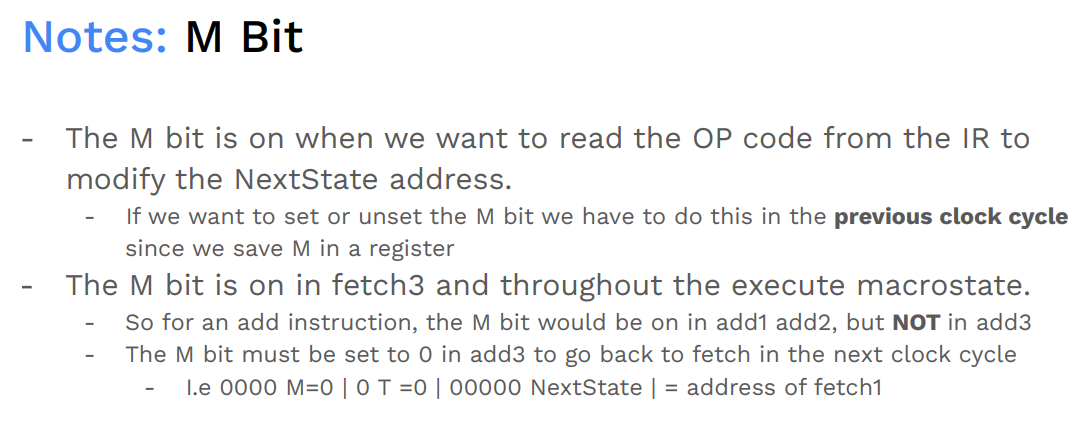 Notes: M Bit
- The M bit is on when we want to read the OP code from the IR to
modify the NextState address.
- If we want to set or unset the M bit we have to do this in the previous clock cycle
since we save M in a register
- The M bit is on in fetch3 and throughout the execute macrostate.
- So for an add instruction, the M bit would be on in add1 add2, but NOT in add3
- The M bit must be set to 0 in add3 to go back to fetch in the next clock cycle
- I.e 0000 M=0 | 0 T =0 | 00000 NextState | = address of fetch1